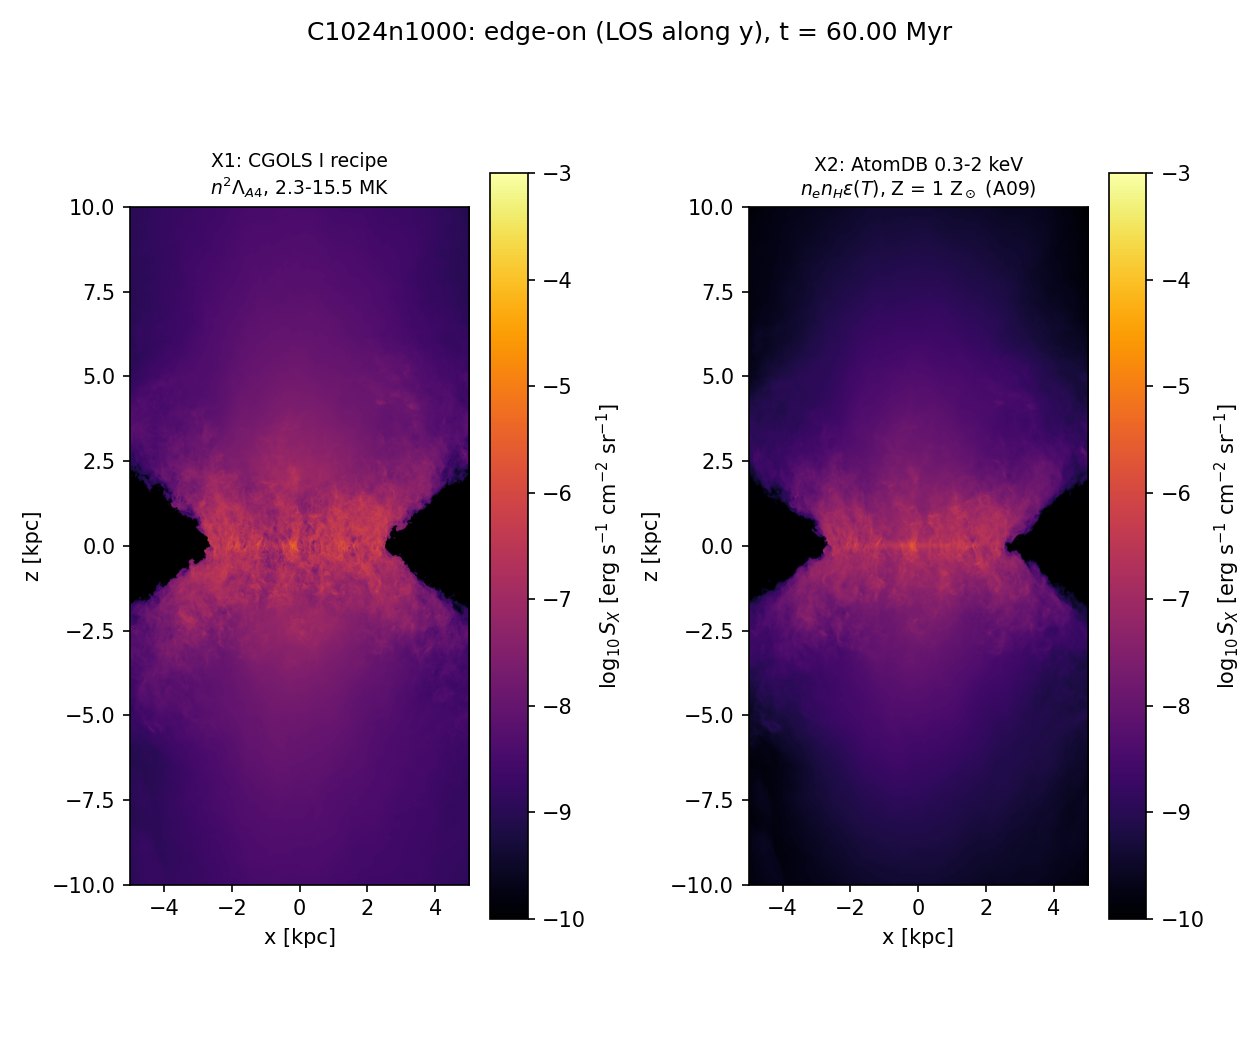 C1024n1000: edge-on (LOS along y), t = 60.00 Myr
X1: CGOLS I recipe
n²Λ_A4, 2.3-15.5 MK
10.0
7.5
5.0
2.5
0.0
−2.5
−5.0
−7.5
−10.0
z [kpc]
−4 −2 0 2 4
x [kpc]
−3
−4
−5
−6
−7
−8
−9
−10
log₁₀ S_X [erg s⁻¹ cm⁻² sr⁻¹]
X2: AtomDB 0.3-2 keV
n_e n_H ε(T), Z = 1 Z_⊙ (A09)
10.0
7.5
5.0
2.5
0.0
−2.5
−5.0
−7.5
−10.0
z [kpc]
−4 −2 0 2 4
x [kpc]
−3
−4
−5
−6
−7
−8
−9
−10
log₁₀ S_X [erg s⁻¹ cm⁻² sr⁻¹]